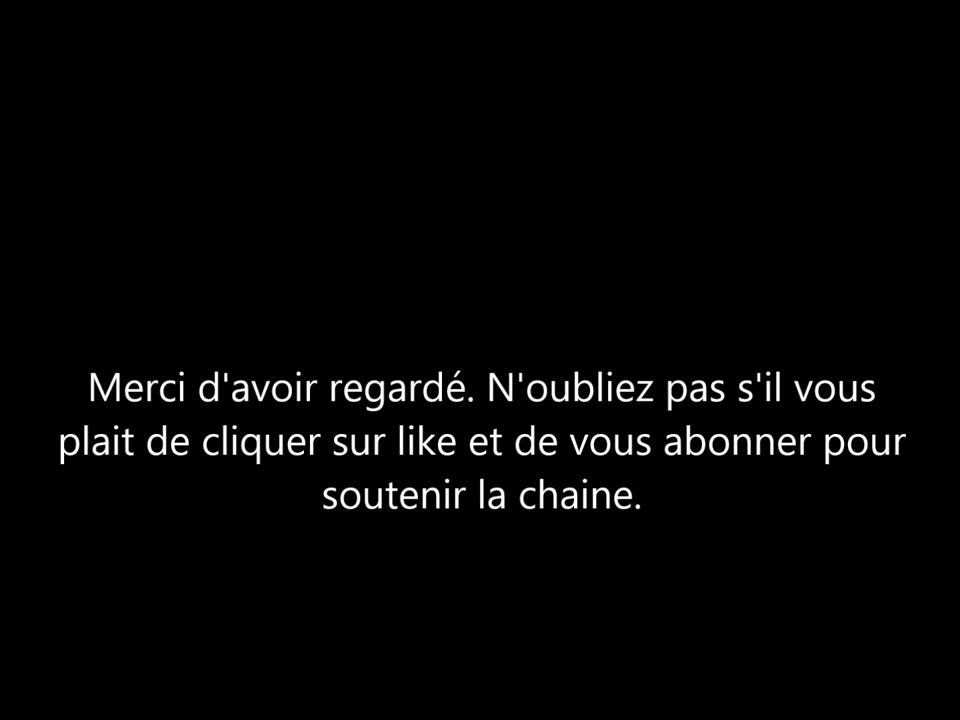 Merci d'avoir regardé. N'oubliez pas s'il vous
plait de cliquer sur like et de vous abonner pour
soutenir la chaine.